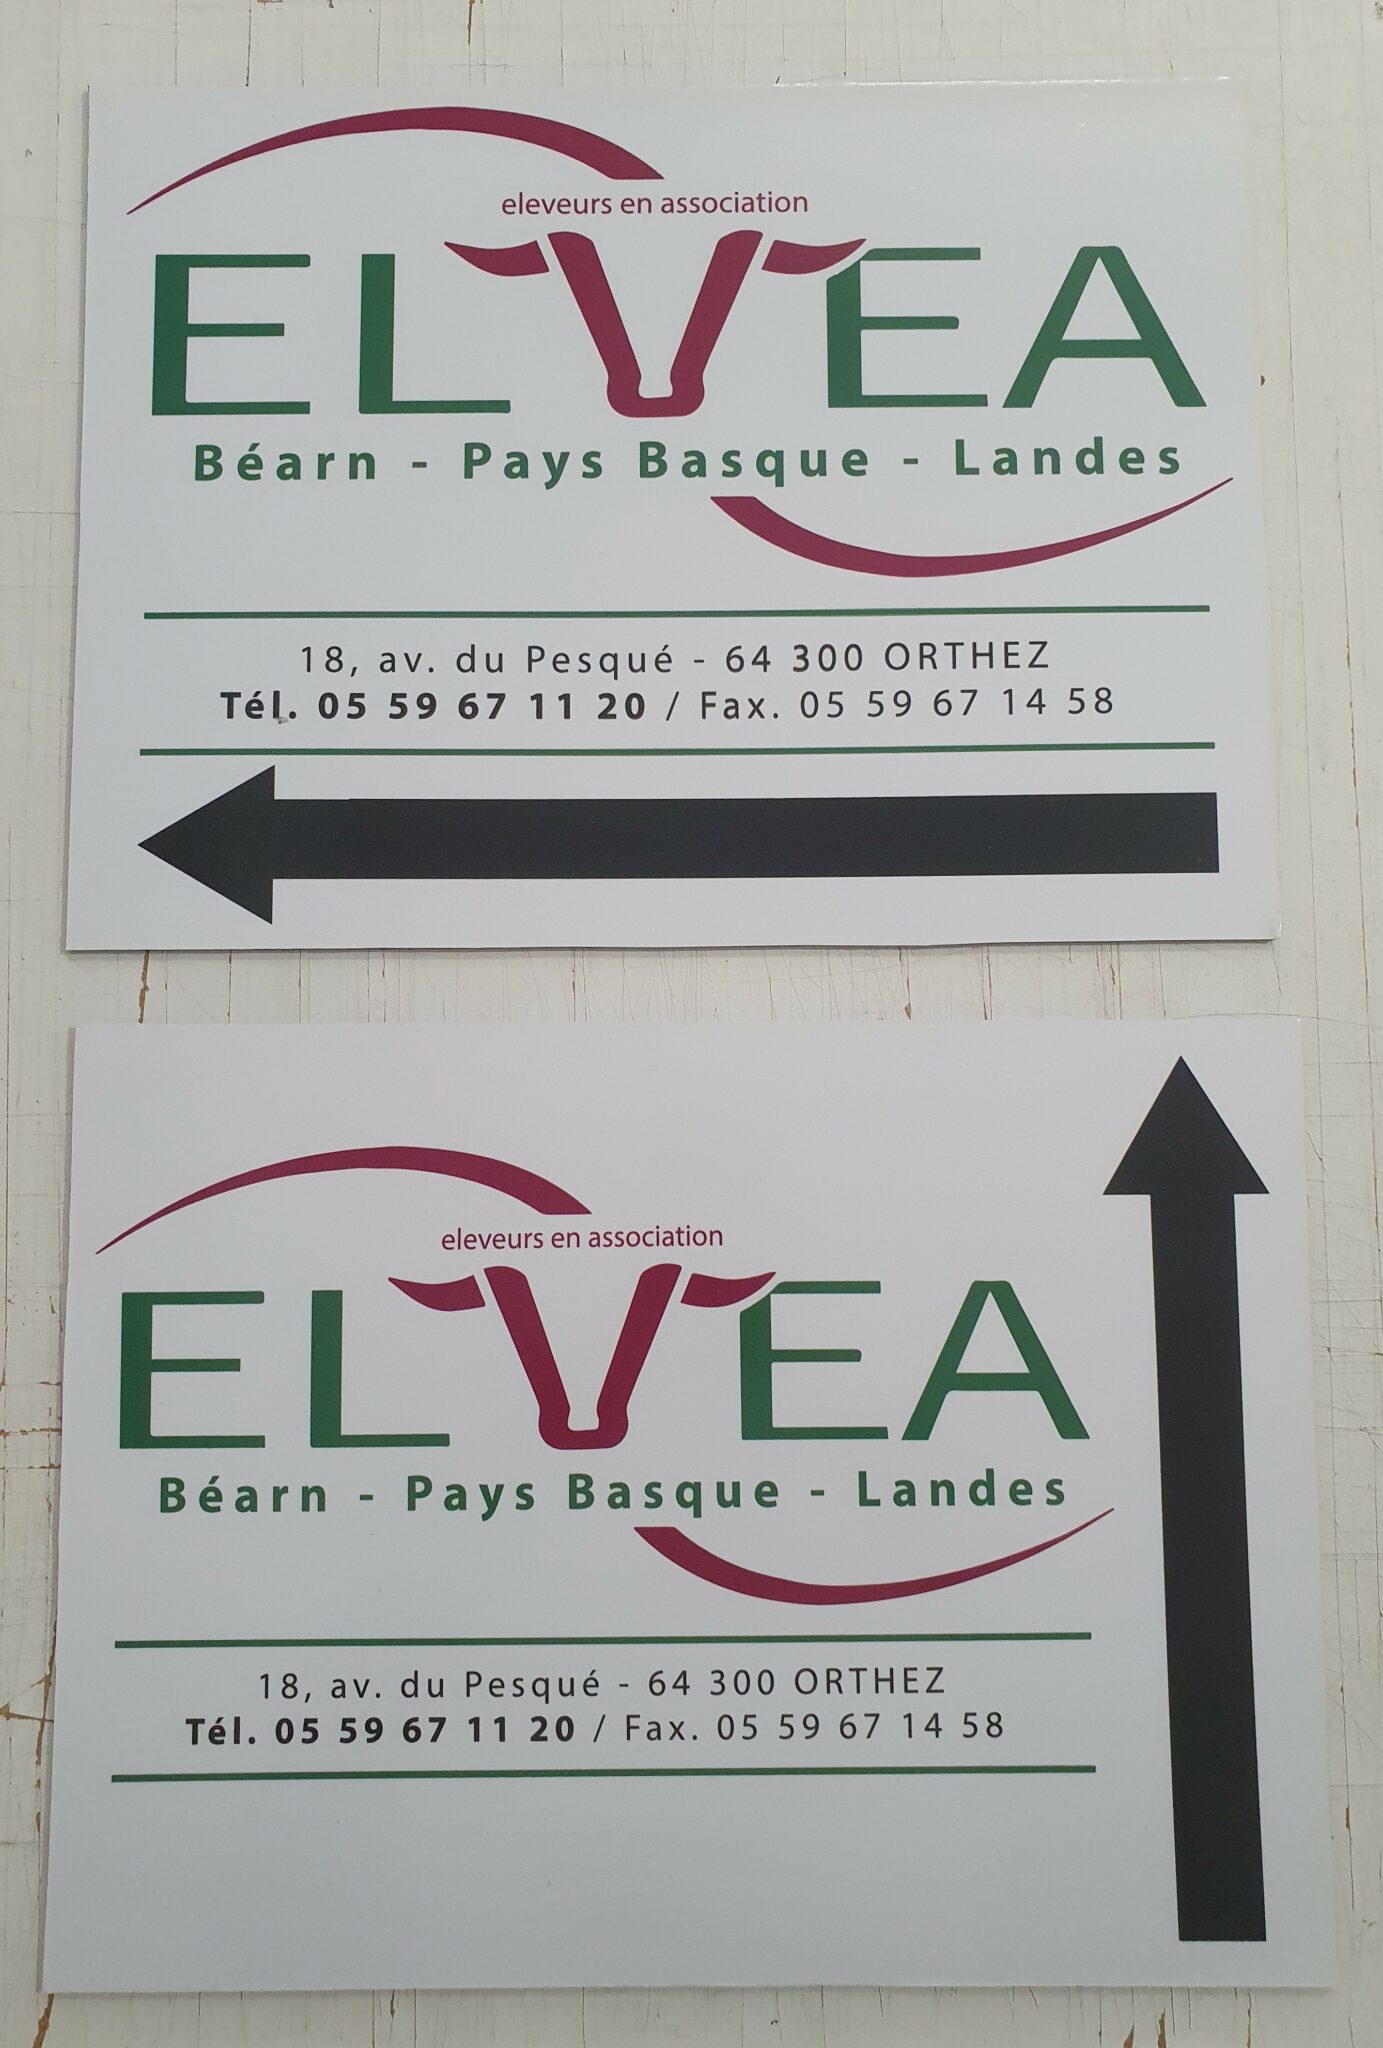 eleveurs en association
ELVEA
Béarn - Pays Basque - Landes
18, av. du Pesqué - 64 300 ORTHEZ
Tél. 05 59 67 11 20 / Fax. 05 59 67 14 58
eleveurs en association
ELVEA
Béarn - Pays Basque - Landes
18, av. du Pesqué - 64 300 ORTHEZ
Tél. 05 59 67 11 20 / Fax. 05 59 67 14 58